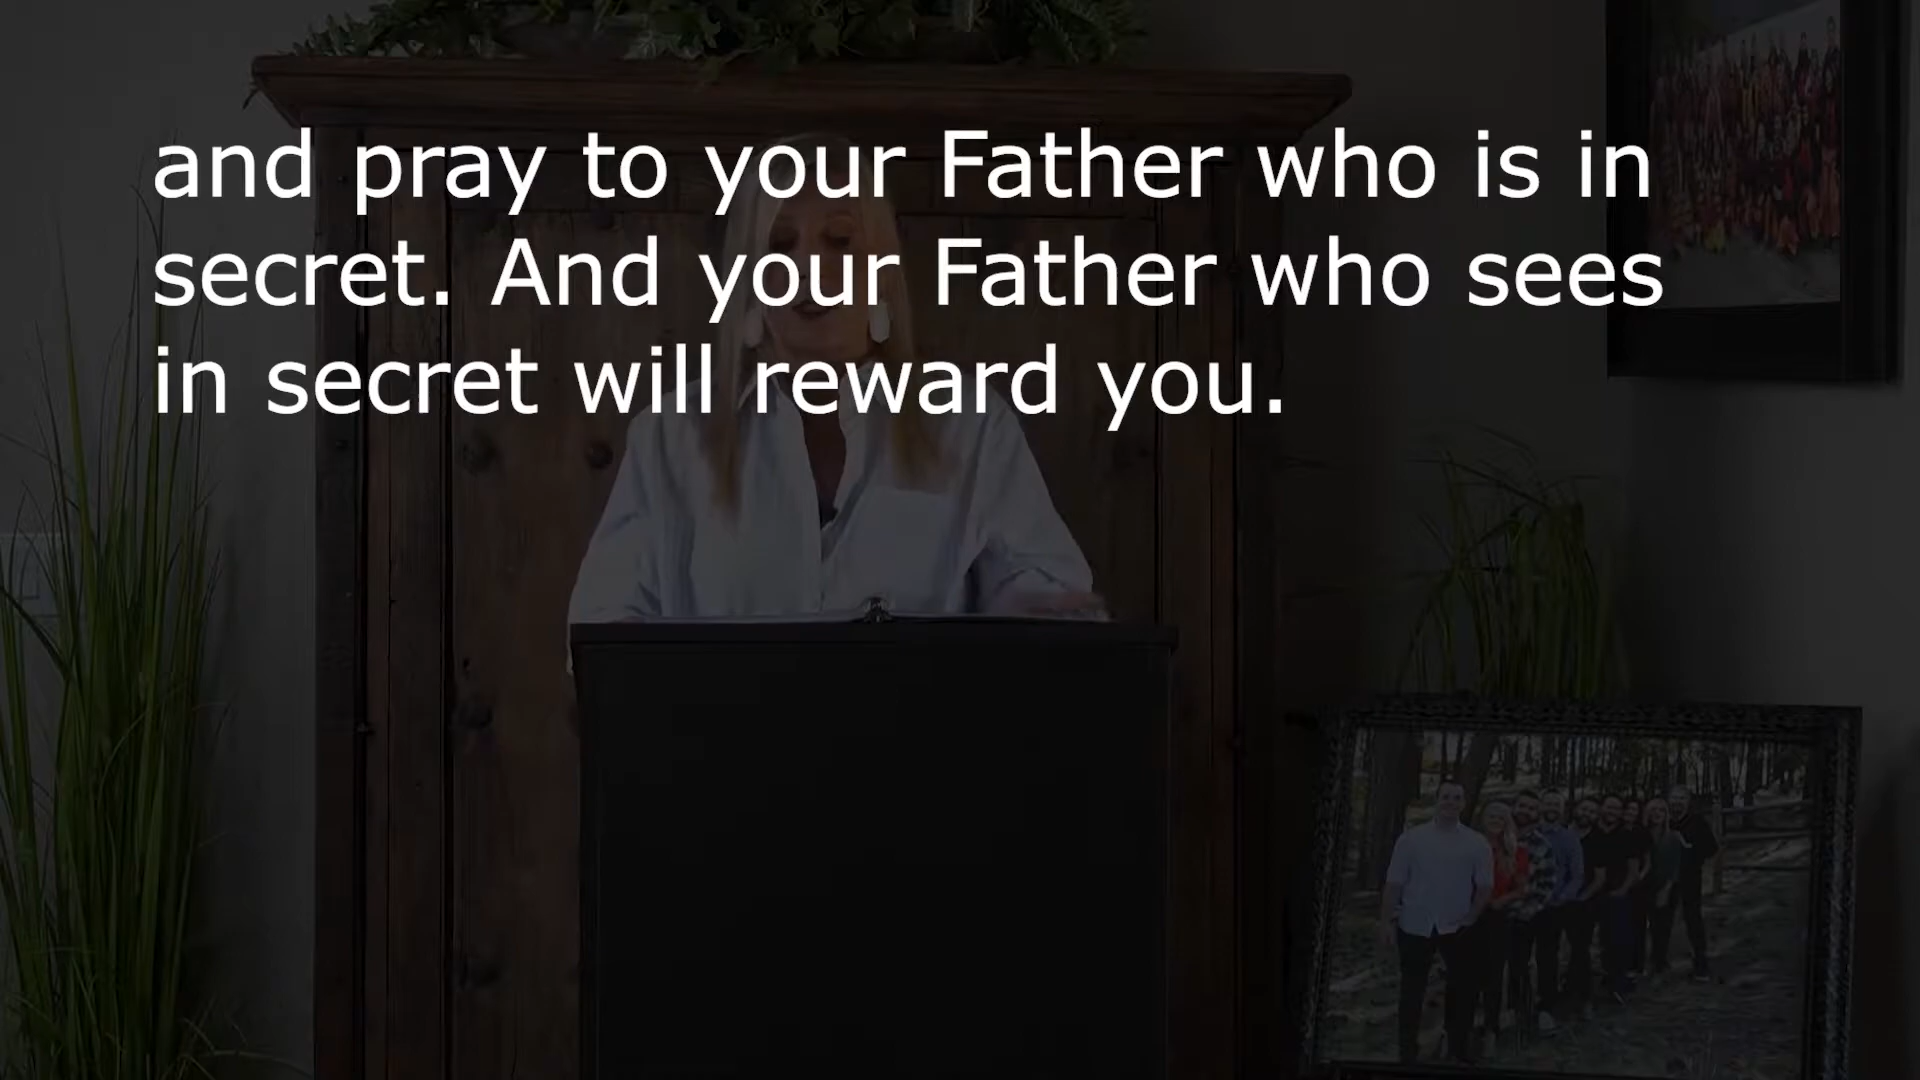 and pray to your Father who is in
secret. And your Father who sees
in secret will reward you.